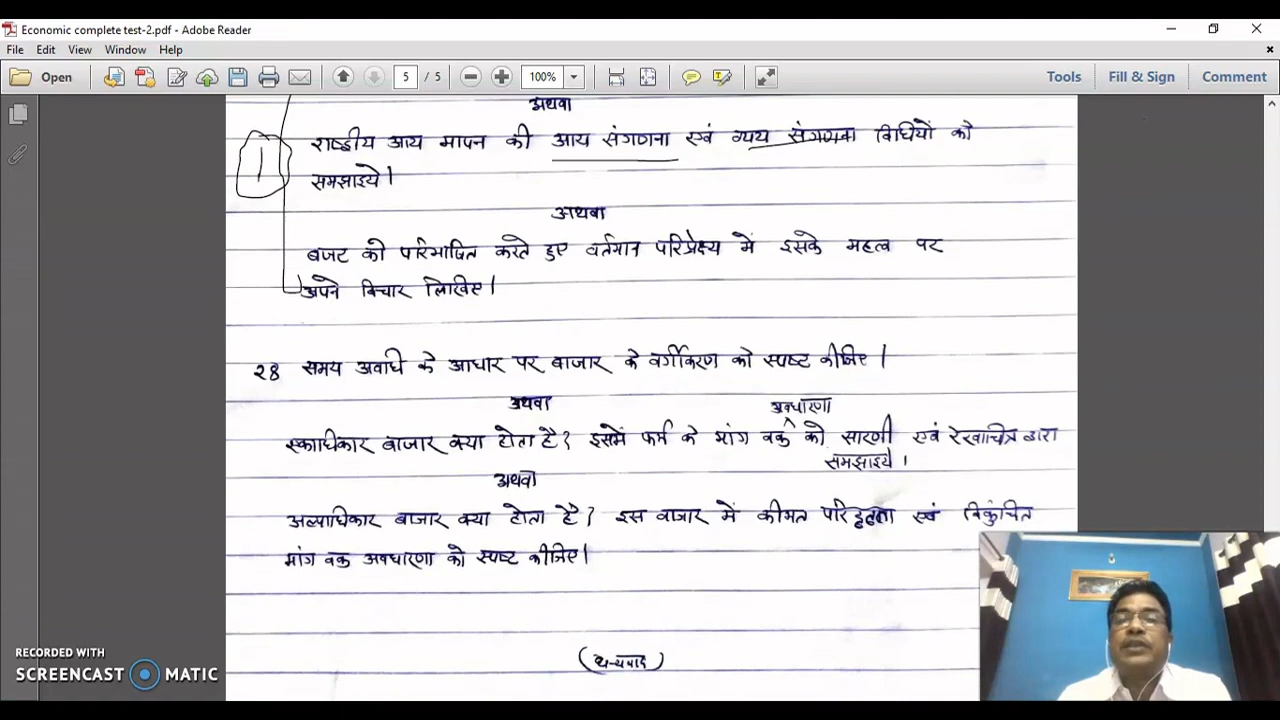 Economic complete test-2.pdf - Adobe Reader
File Edit View Window Help
Open 5 / 5 100% Tools Fill & Sign Comment
अथवा
राष्ट्रीय आय मापन की आय संगणना एवं व्यय संगणना विधियों को
1
समझाइये।
अथवा
बजट को परिभाषित करते हुए वर्तमान परिप्रेक्ष्य में इसके महत्व पर
अपने विचार लिखिए।
28 समय अवधि के आधार पर बाजार के वर्गीकरण को स्पष्ट कीजिए।
अथवा
अवधारणा
एकाधिकार बाजार क्या होता है? इसमें फर्म के मांग वक्र को सारणी एवं रेखाचित्र द्वारा
समझाइये।
अथवा
अल्पाधिकार बाजार क्या होता है? इस बाजार में कीमत परिदृढ़ता एवं विकुंचित
मांग वक्र अवधारणा को स्पष्ट कीजिए।
(धन्यवाद)
RECORDED WITH
SCREENCAST MATIC